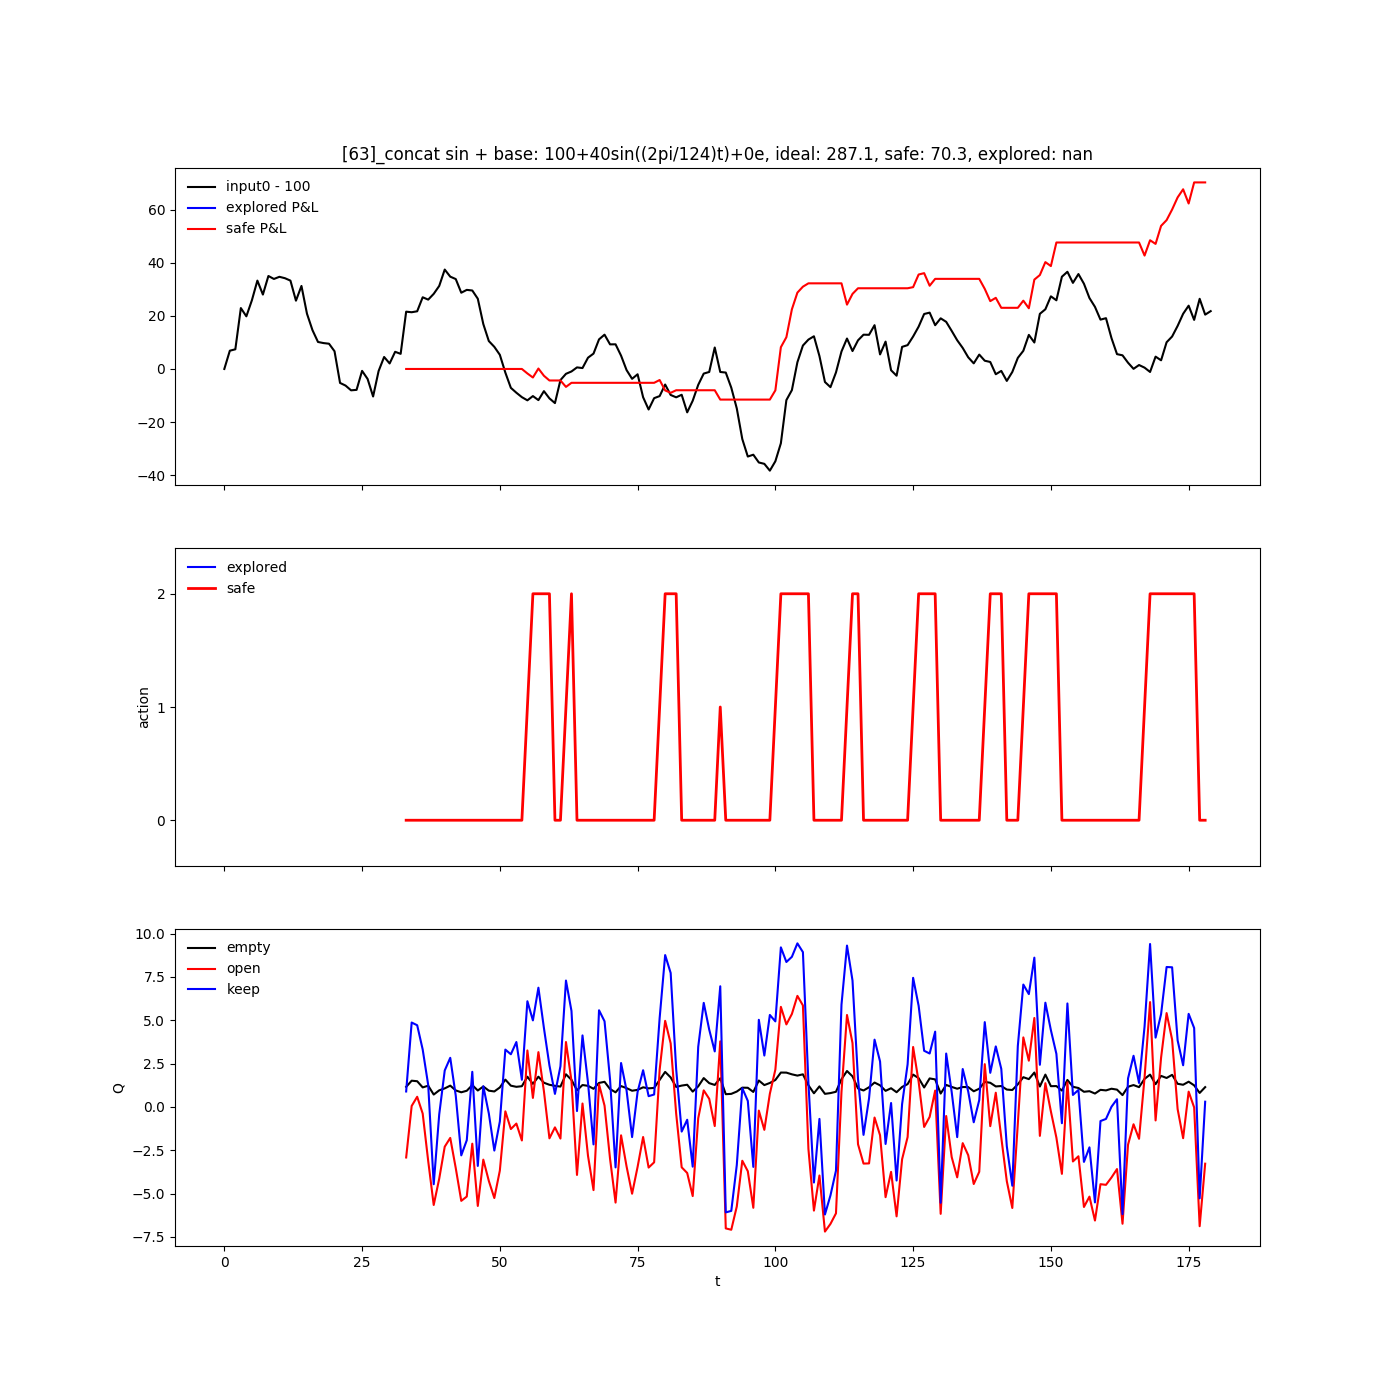 [63]_concat sin + base: 100+40sin((2pi/124)t)+0e, ideal: 287.1, safe: 70.3, explored: nan
input0 - 100
explored P&L
safe P&L
60
40
20
0
−20
−40
explored
safe
2
1
0
action
empty
open
keep
10.0
7.5
5.0
2.5
0.0
−2.5
−5.0
−7.5
Q
0 25 50 75 100 125 150 175
t